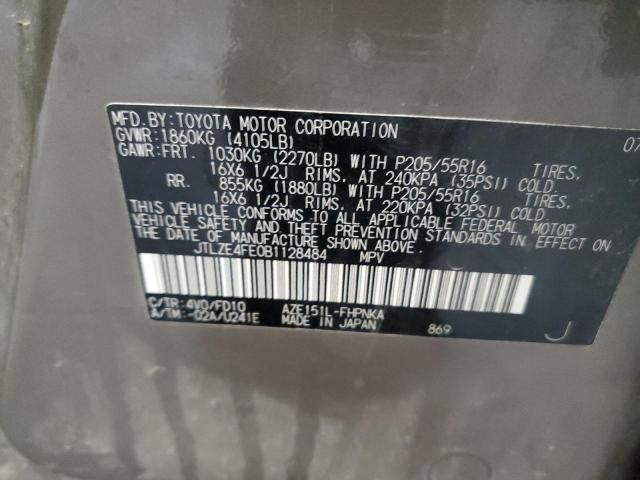 MFD.BY:TOYOTA MOTOR CORPORATION 07
GVWR:1860KG (4105LB)
GAWR:FRT. 1030KG (2270LB) WITH P205/55R16 TIRES,
16X6 1/2J RIMS, AT 240KPA (35PSI) COLD.
RR. 855KG (1880LB) WITH P205/55R16 TIRES,
16X6 1/2J RIMS, AT 220KPA (32PSI) COLD.
THIS VEHICLE CONFORMS TO ALL APPLICABLE FEDERAL MOTOR
VEHICLE SAFETY AND THEFT PREVENTION STANDARDS IN EFFECT ON
THE DATE OF MANUFACTURE SHOWN ABOVE.
JTLZE4FE0B1128484 MPV
C/TR:4V0/FD10 AZE151L-FHPNKA
A/TM:-02A/U241E MADE IN JAPAN 869
J